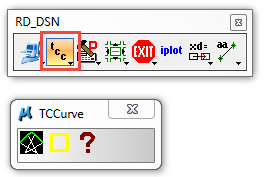 RD_DSN
tcc P EXIT iplot xd= aa
µ TCCurve
?